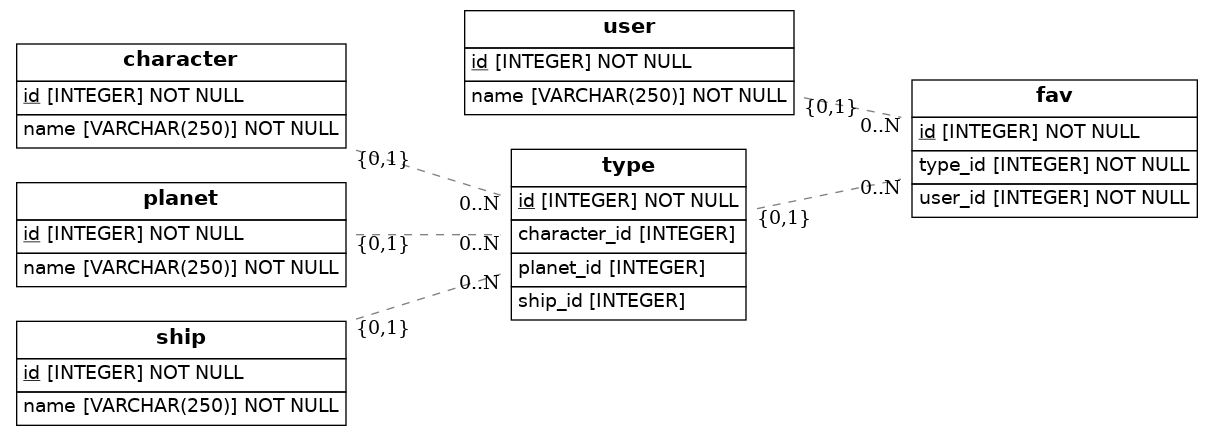 character
id [INTEGER] NOT NULL
name [VARCHAR(250)] NOT NULL
planet
id [INTEGER] NOT NULL
name [VARCHAR(250)] NOT NULL
ship
id [INTEGER] NOT NULL
name [VARCHAR(250)] NOT NULL
{0,1}
0..N
{0,1}
0..N
0..N
{0,1}
user
id [INTEGER] NOT NULL
name [VARCHAR(250)] NOT NULL
type
id [INTEGER] NOT NULL
character_id [INTEGER]
planet_id [INTEGER]
ship_id [INTEGER]
{0,1}
0..N
0..N
{0,1}
fav
id [INTEGER] NOT NULL
type_id [INTEGER] NOT NULL
user_id [INTEGER] NOT NULL